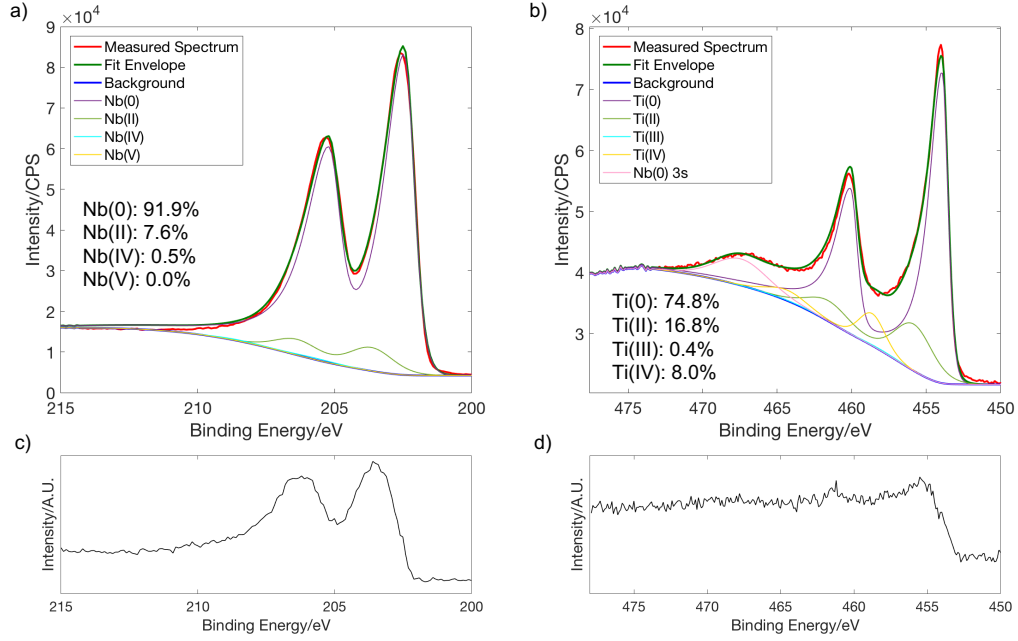 a)
×10⁴
9
8
7
6
5
4
3
2
1
0
Intensity/CPS
Measured Spectrum
Fit Envelope
Background
Nb(0)
Nb(II)
Nb(IV)
Nb(V)
Nb(0): 91.9%
Nb(II): 7.6%
Nb(IV): 0.5%
Nb(V): 0.0%
215 210 205 200
Binding Energy/eV
b)
×10⁴
8
7
6
5
4
3
Intensity/CPS
Measured Spectrum
Fit Envelope
Background
Ti(0)
Ti(II)
Ti(III)
Ti(IV)
Nb(0) 3s
Ti(0): 74.8%
Ti(II): 16.8%
Ti(III): 0.4%
Ti(IV): 8.0%
475 470 465 460 455 450
Binding Energy/eV
c)
Intensity/A.U.
215 210 205 200
Binding Energy/eV
d)
Intensity/A.U.
475 470 465 460 455 450
Binding Energy/eV